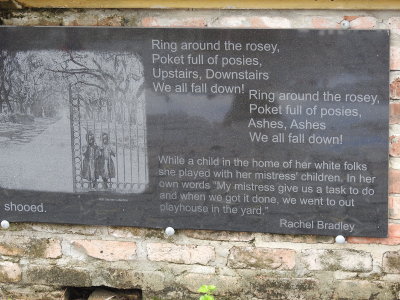 Ring around the rosey,
Poket full of posies,
Upstairs, Downstairs
We all fall down!
Ring around the rosey,
Poket full of posies,
Ashes, Ashes
We all fall down!
While a child in the home of her white folks
she played with her mistress' children. In her
own words "My mistress give us a task to do
and when we got it done, we went to out
playhouse in the yard."
Rachel Bradley
shooed.